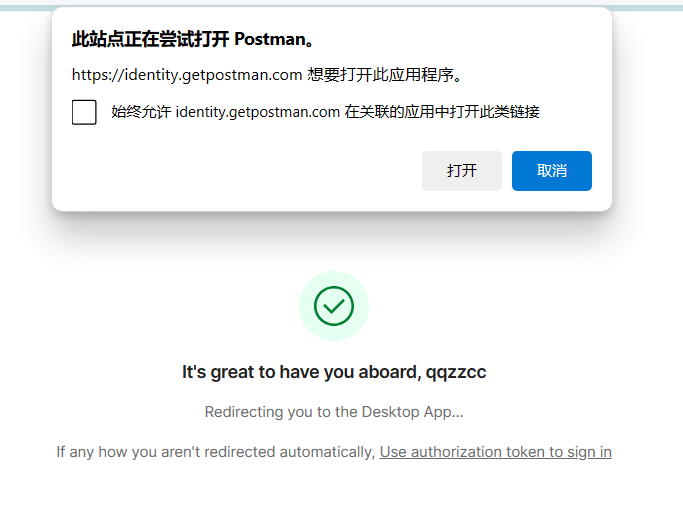 此站点正在尝试打开 Postman。
https://identity.getpostman.com 想要打开此应用程序。
始终允许 identity.getpostman.com 在关联的应用中打开此类链接
打开
取消
It's great to have you aboard, qqzzcc
Redirecting you to the Desktop App...
If any how you aren't redirected automatically, Use authorization token to sign in